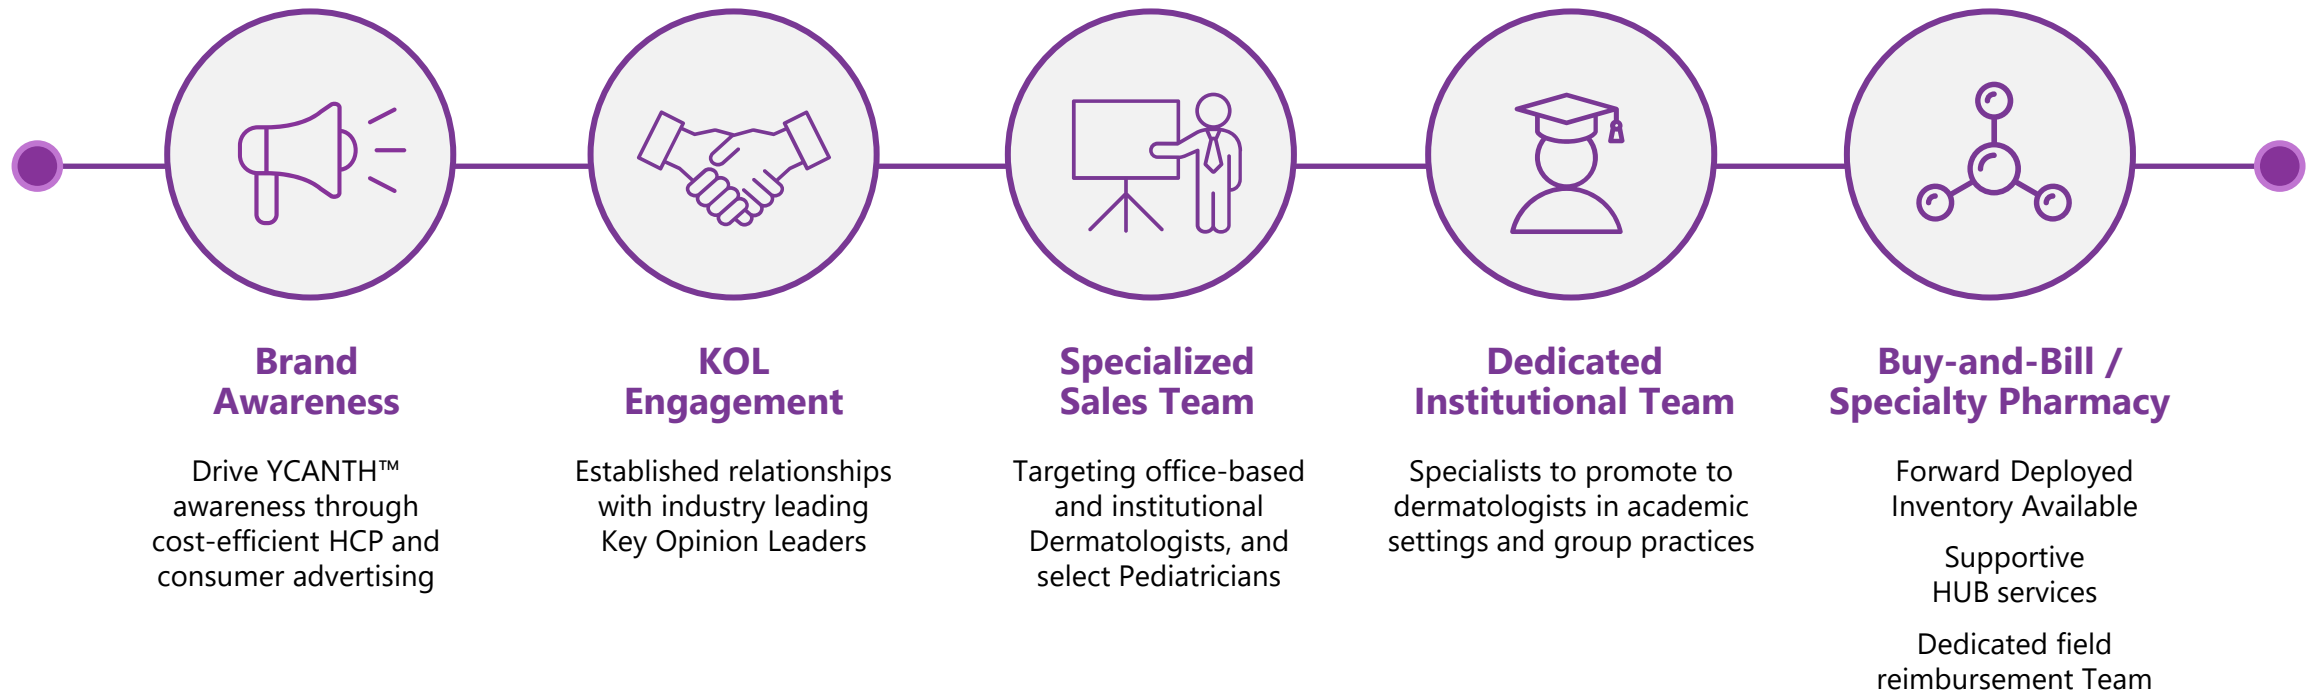 Brand
Awareness
Drive YCANTH™
awareness through
cost-efficient HCP and
consumer advertising
KOL
Engagement
Established relationships
with industry leading
Key Opinion Leaders
Specialized
Sales Team
Targeting office-based
and institutional
Dermatologists, and
select Pediatricians
Dedicated
Institutional Team
Specialists to promote to
dermatologists in academic
settings and group practices
Buy-and-Bill /
Specialty Pharmacy
Forward Deployed
Inventory Available
Supportive
HUB services
Dedicated field
reimbursement Team